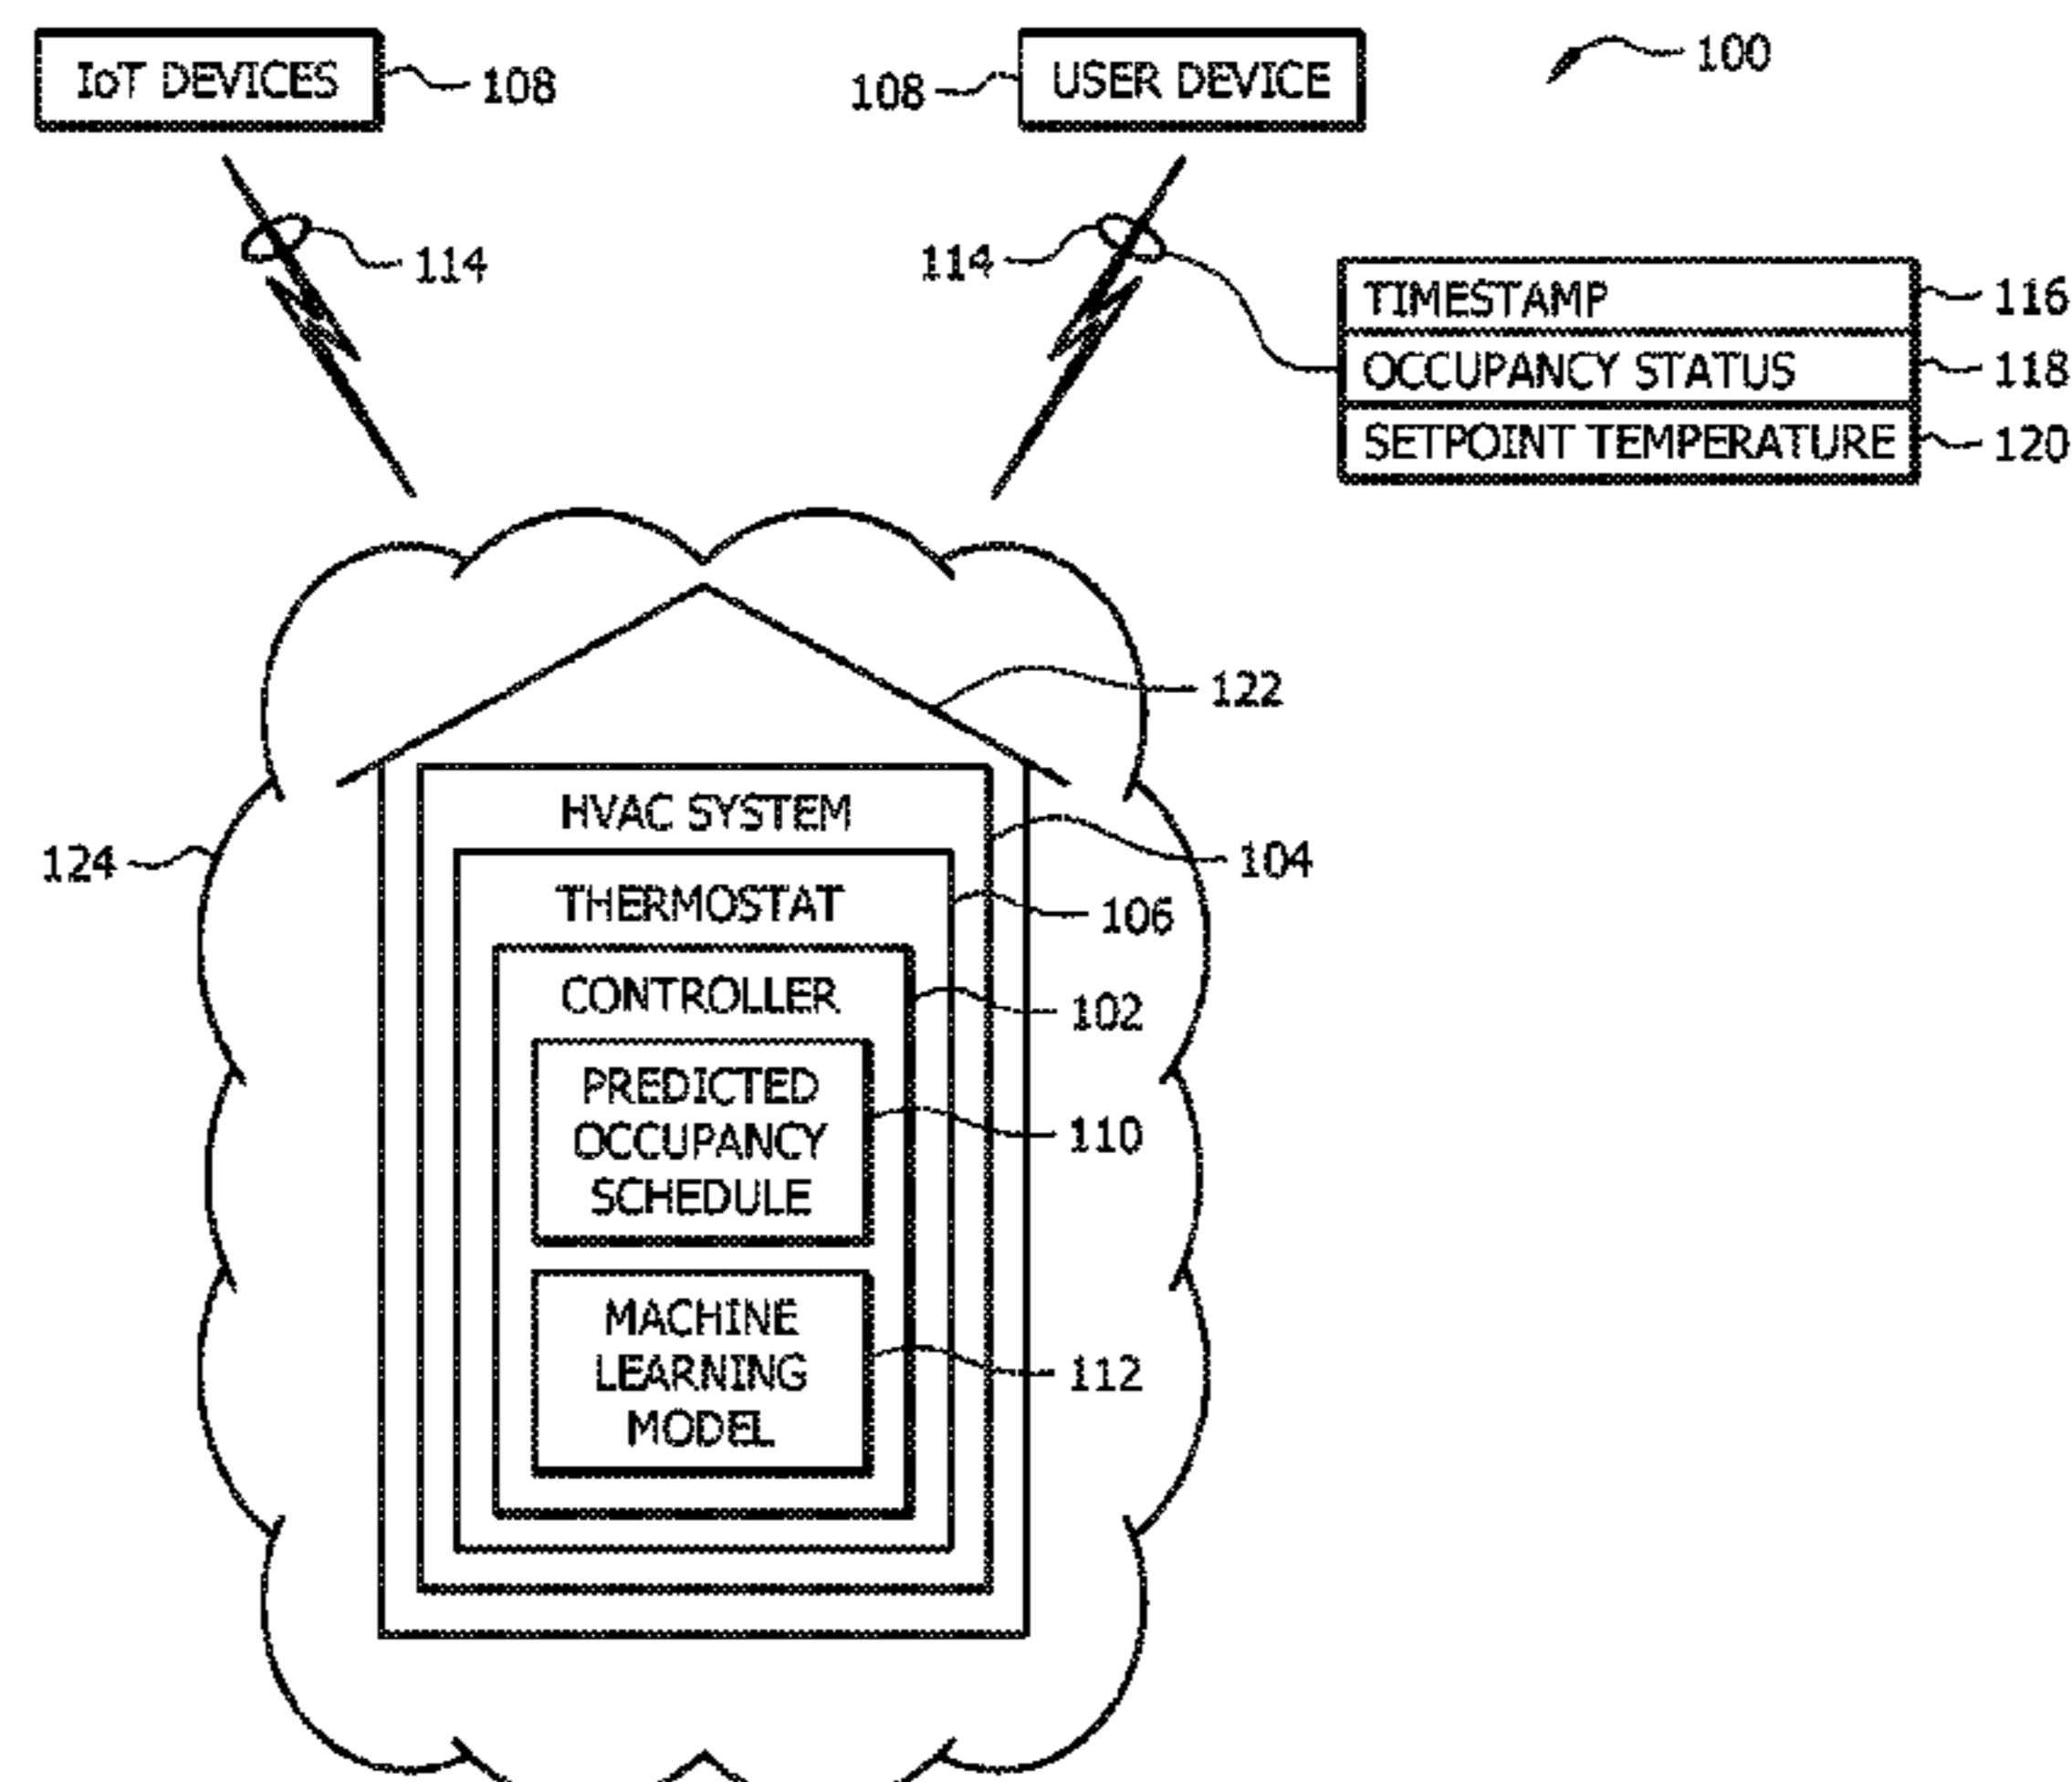 IoT DEVICES
108
108
USER DEVICE
100
114
114
TIMESTAMP
116
OCCUPANCY STATUS
118
SETPOINT TEMPERATURE
120
122
HVAC SYSTEM
124
104
THERMOSTAT
106
CONTROLLER
102
PREDICTED
OCCUPANCY
SCHEDULE
110
MACHINE
LEARNING
MODEL
112